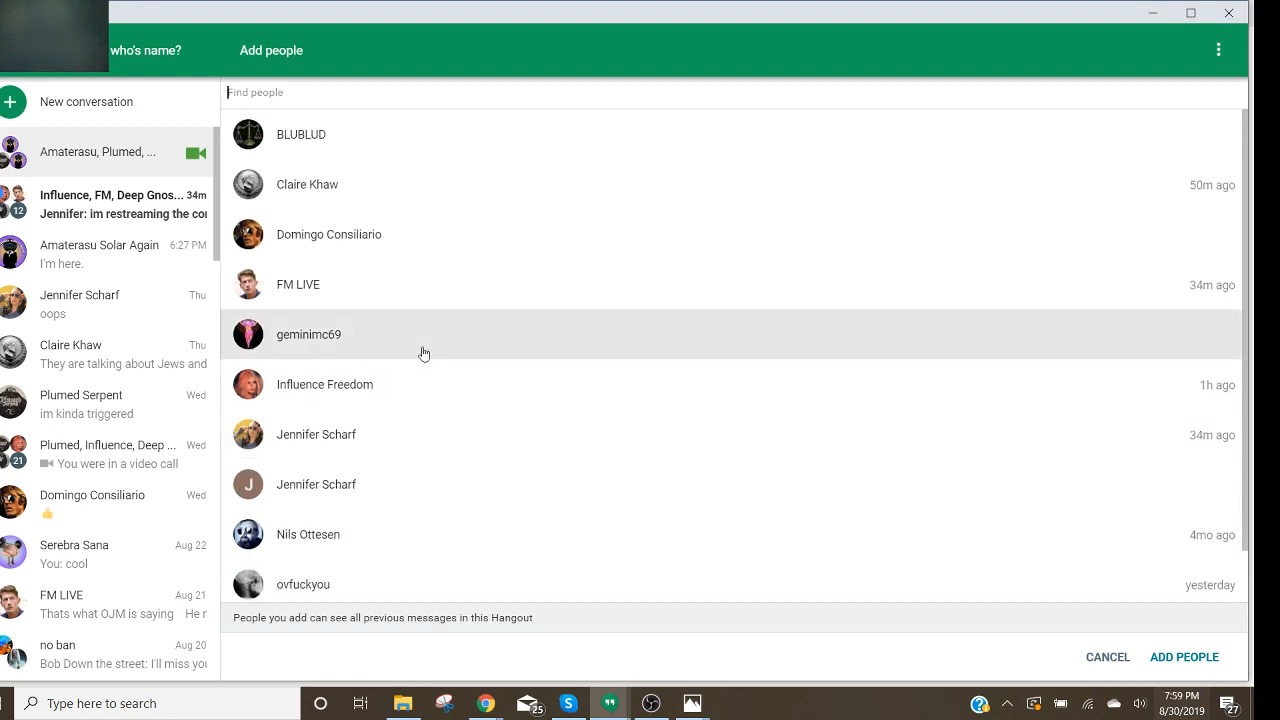 who's name?
Add people
New conversation
Amaterasu, Plumed, ...
Influence, FM, Deep Gnos... 34m
Jennifer: im restreaming the cor
12
Amaterasu Solar Again 6:27 PM
I'm here.
Jennifer Scharf Thu
oops
Claire Khaw Thu
They are talking about Jews and
Plumed Serpent Wed
im kinda triggered
Plumed, Influence, Deep ... Wed
21
You were in a video call
Domingo Consiliario Wed
Serebra Sana Aug 22
You: cool
FM LIVE Aug 21
Thats what OJM is saying He r
no ban Aug 20
Bob Down the street: I'll miss you
Find people
BLUBLUD
Claire Khaw 50m ago
Domingo Consiliario
FM LIVE 34m ago
geminimc69
Influence Freedom 1h ago
Jennifer Scharf 34m ago
J Jennifer Scharf
Nils Ottesen 4mo ago
ovfuckyou yesterday
People you add can see all previous messages in this Hangout
CANCEL ADD PEOPLE
Type here to search
25
7:59 PM
8/30/2019
27